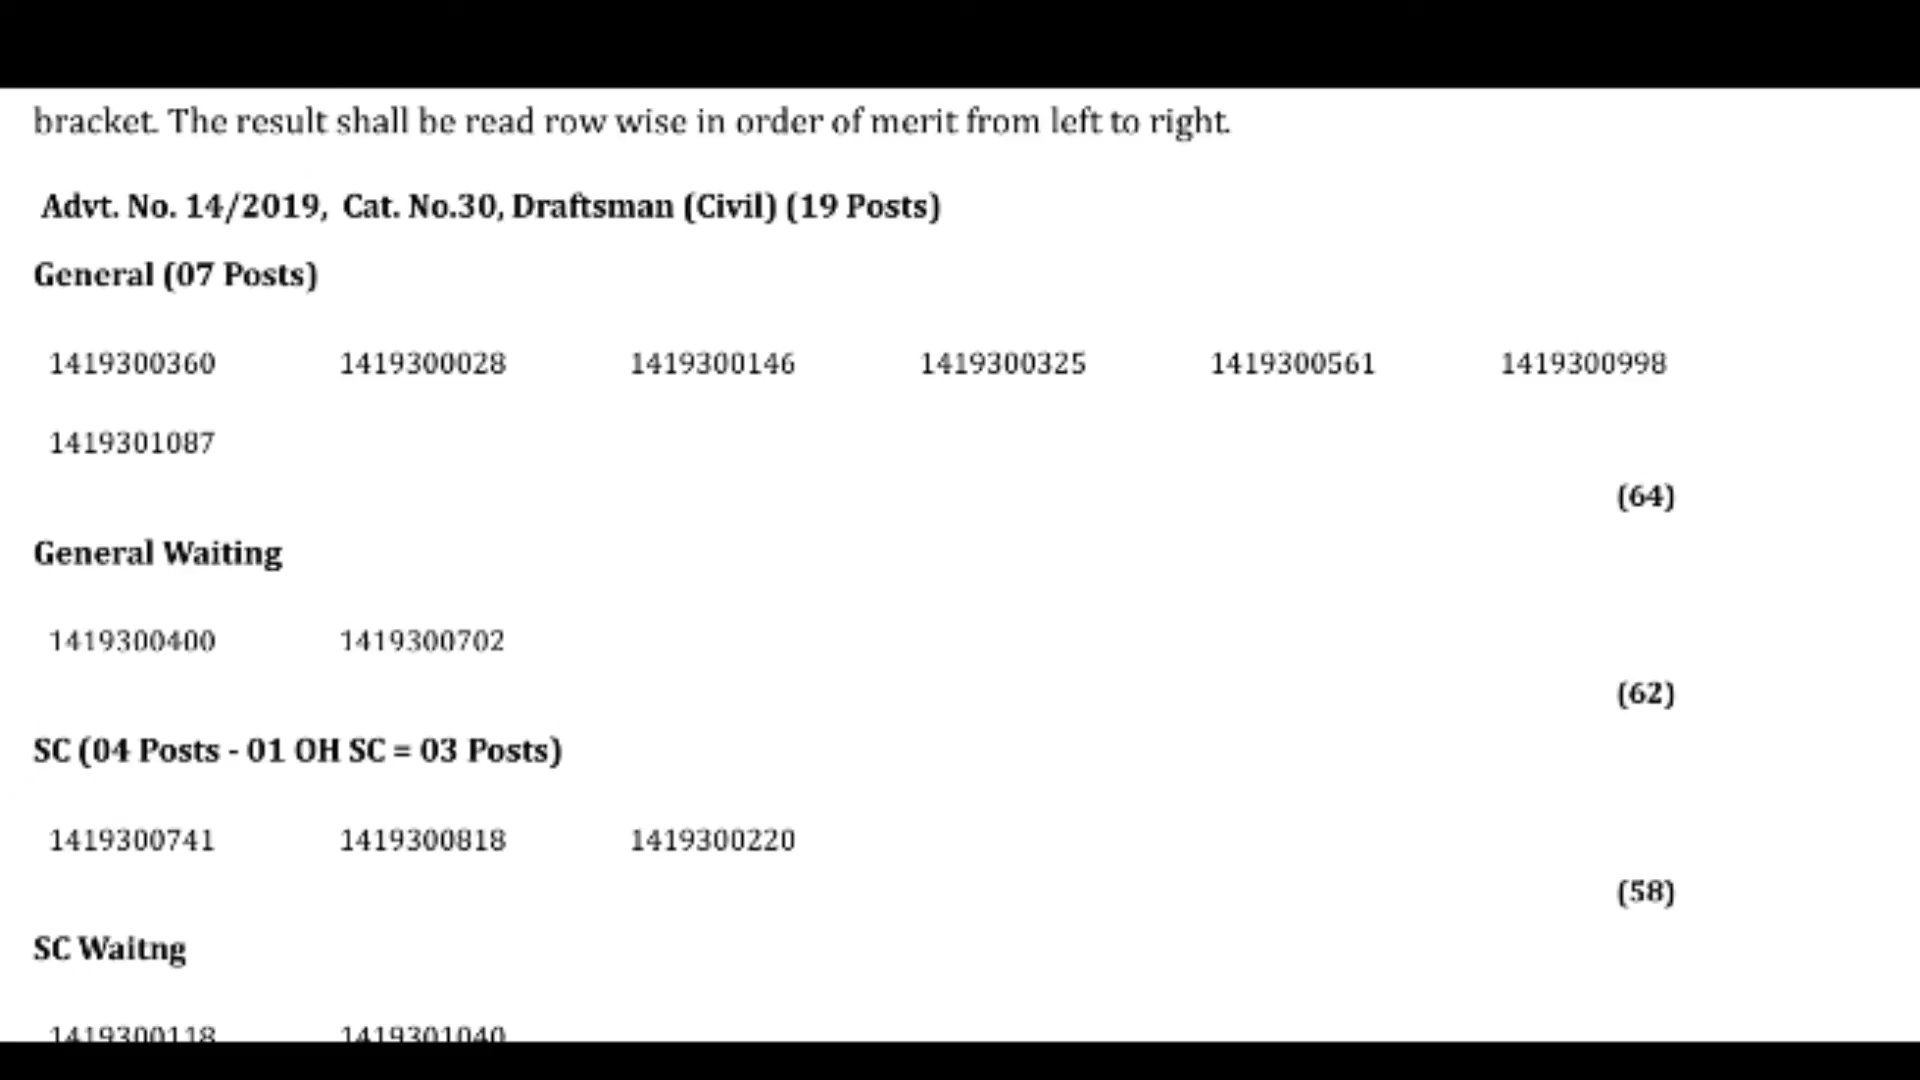 bracket. The result shall be read row wise in order of merit from left to right.
Advt. No. 14/2019, Cat. No.30, Draftsman (Civil) (19 Posts)
General (07 Posts)
1419300360 1419300028 1419300146 1419300325 1419300561 1419300998
1419301087
(64)
General Waiting
1419300400 1419300702
(62)
SC (04 Posts - 01 OH SC = 03 Posts)
1419300741 1419300818 1419300220
(58)
SC Waitng
1419300118 1419301040